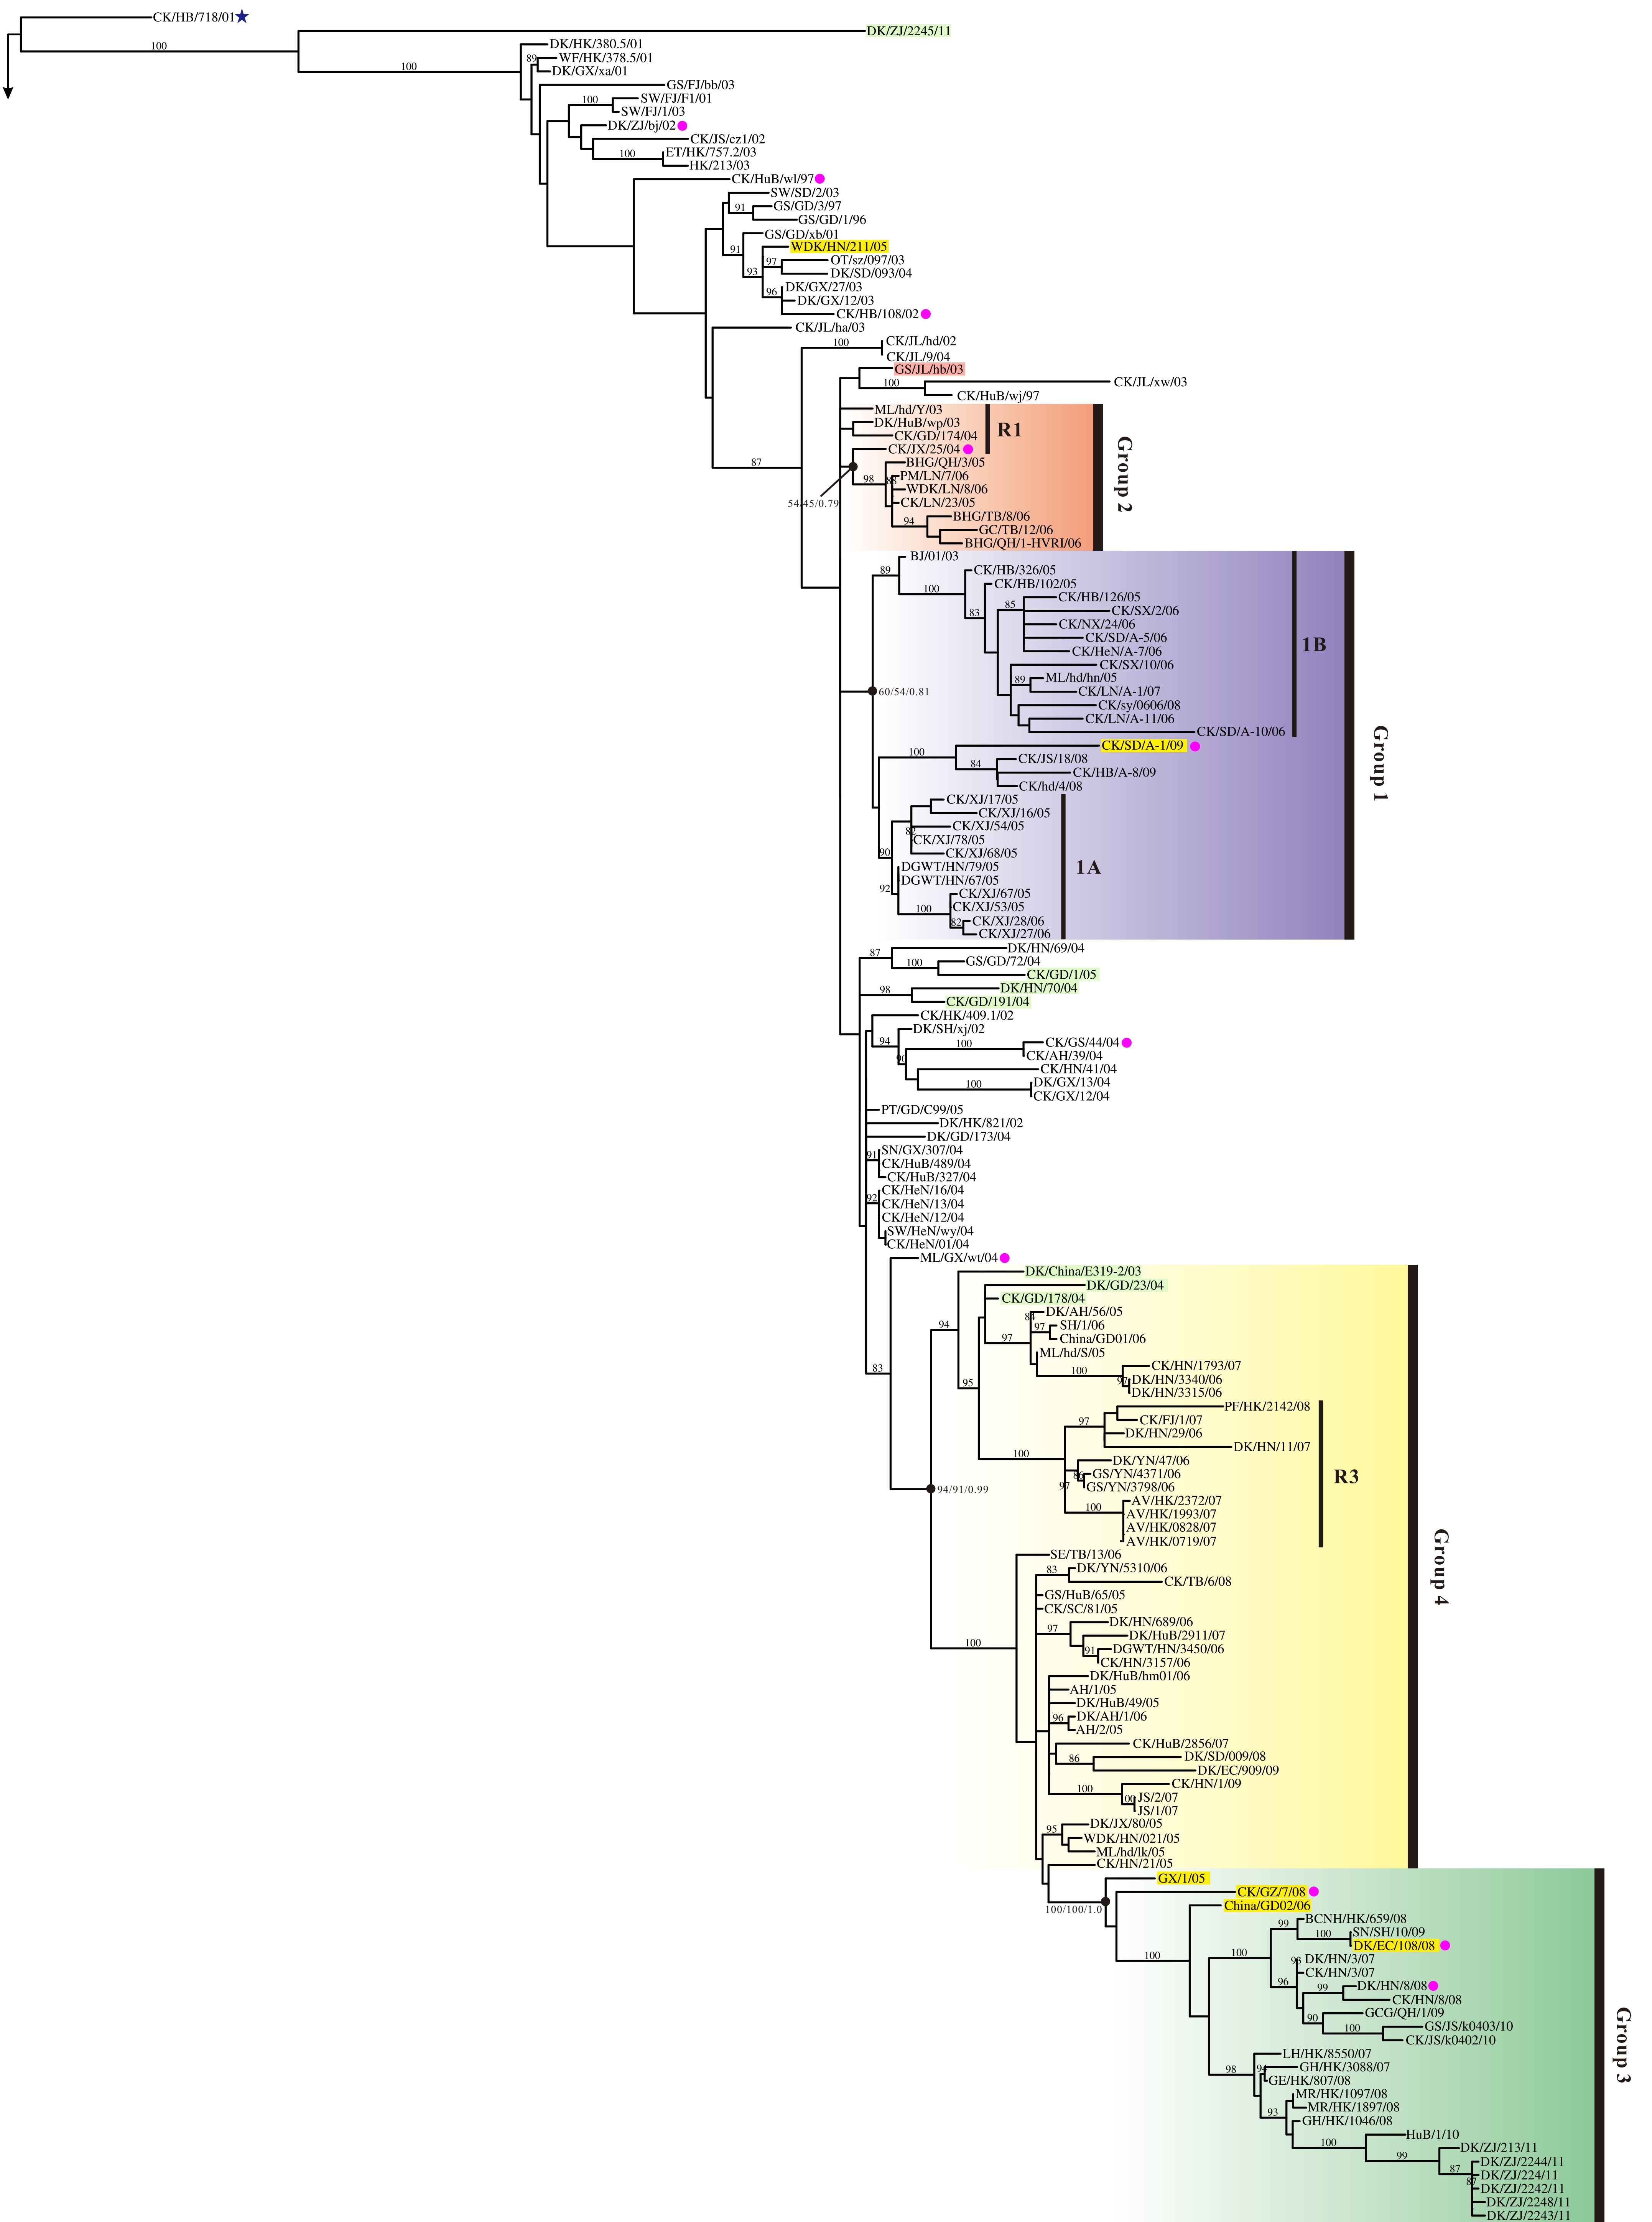 CK/HB/718/01
DK/ZJ/2245/11
100
DK/HK/380.5/01
89
WF/HK/378.5/01
100
DK/GX/xa/01
GS/FJ/bb/03
100
SW/FJ/F1/01
SW/FJ/1/03
DK/ZJ/bj/02
CK/JS/cz1/02
100
ET/HK/757.2/03
HK/213/03
CK/HuB/wl/97
SW/SD/2/03
91
GS/GD/3/97
GS/GD/1/96
GS/GD/xb/01
91
WDK/HN/211/05
97
OT/sz/097/03
93
DK/SD/093/04
96
DK/GX/27/03
DK/GX/12/03
CK/HB/108/02
CK/JL/ha/03
100
CK/JL/hd/02
CK/JL/9/04
GS/JL/hb/03
100
CK/JL/xw/03
CK/HuB/wj/97
ML/hd/Y/03
DK/HuB/wp/03
R1
CK/GD/174/04
CK/JX/25/04
Group 2
87
BHG/QH/3/05
98
88
PM/LN/7/06
WDK/LN/8/06
54/45/0.79
CK/LN/23/05
94
BHG/TB/8/06
GC/TB/12/06
BHG/QH/1-HVRI/06
BJ/01/03
89
CK/HB/326/05
100
CK/HB/102/05
CK/HB/126/05
85
CK/SX/2/06
83
CK/NX/24/06
CK/SD/A-5/06
1B
CK/HeN/A-7/06
CK/SX/10/06
89
ML/hd/hn/05
60/54/0.81
CK/LN/A-1/07
CK/sy/0606/08
CK/LN/A-11/06
CK/SD/A-10/06
Group 1
100
CK/SD/A-1/09
84
CK/JS/18/08
CK/HB/A-8/09
CK/hd/4/08
CK/XJ/17/05
CK/XJ/16/05
82
CK/XJ/54/05
CK/XJ/78/05
90
CK/XJ/68/05
DGWT/HN/79/05
1A
DGWT/HN/67/05
92
CK/XJ/67/05
100
CK/XJ/53/05
82
CK/XJ/28/06
CK/XJ/27/06
DK/HN/69/04
87
100
GS/GD/72/04
CK/GD/1/05
98
DK/HN/70/04
CK/GD/191/04
CK/HK/409.1/02
DK/SH/xj/02
94
100
CK/GS/44/04
90
CK/AH/39/04
CK/HN/41/04
100
DK/GX/13/04
CK/GX/12/04
PT/GD/C99/05
DK/HK/821/02
DK/GD/173/04
SN/GX/307/04
91
CK/HuB/489/04
CK/HuB/327/04
CK/HeN/16/04
92
CK/HeN/13/04
CK/HeN/12/04
SW/HeN/wy/04
CK/HeN/01/04
ML/GX/wt/04
DK/China/E319-2/03
DK/GD/23/04
CK/GD/178/04
84
DK/AH/56/05
94
97
SH/1/06
97
China/GD01/06
ML/hd/S/05
83
100
CK/HN/1793/07
95
97
DK/HN/3340/06
DK/HN/3315/06
PF/HK/2142/08
97
CK/FJ/1/07
DK/HN/29/06
DK/HN/11/07
100
DK/YN/47/06
R3
86
GS/YN/4371/06
97
GS/YN/3798/06
94/91/0.99
AV/HK/2372/07
100
AV/HK/1993/07
AV/HK/0828/07
AV/HK/0719/07
Group 4
SE/TB/13/06
83
DK/YN/5310/06
CK/TB/6/08
GS/HuB/65/05
CK/SC/81/05
DK/HN/689/06
97
DK/HuB/2911/07
100
91
DGWT/HN/3450/06
CK/HN/3157/06
DK/HuB/hm01/06
AH/1/05
DK/HuB/49/05
96
DK/AH/1/06
AH/2/05
CK/HuB/2856/07
86
DK/SD/009/08
DK/EC/909/09
100
CK/HN/1/09
JS/2/07
JS/1/07
DK/JX/80/05
95
WDK/HN/021/05
ML/hd/lk/05
CK/HN/21/05
GX/1/05
CK/GZ/7/08
100/100/1.0
China/GD02/06
BCNH/HK/659/08
99
100
SN/SH/10/09
DK/EC/108/08
100
100
DK/HN/3/07
CK/HN/3/07
96
99
DK/HN/8/08
CK/HN/8/08
90
GCG/QH/1/09
100
GS/JS/k0403/10
CK/JS/k0402/10
Group 3
LH/HK/8550/07
98
94
GH/HK/3088/07
GE/HK/807/08
MR/HK/1097/08
93
MR/HK/1897/08
GH/HK/1046/08
100
HuB/1/10
99
DK/ZJ/213/11
87
DK/ZJ/2244/11
DK/ZJ/224/11
DK/ZJ/2242/11
DK/ZJ/2248/11
DK/ZJ/2243/11